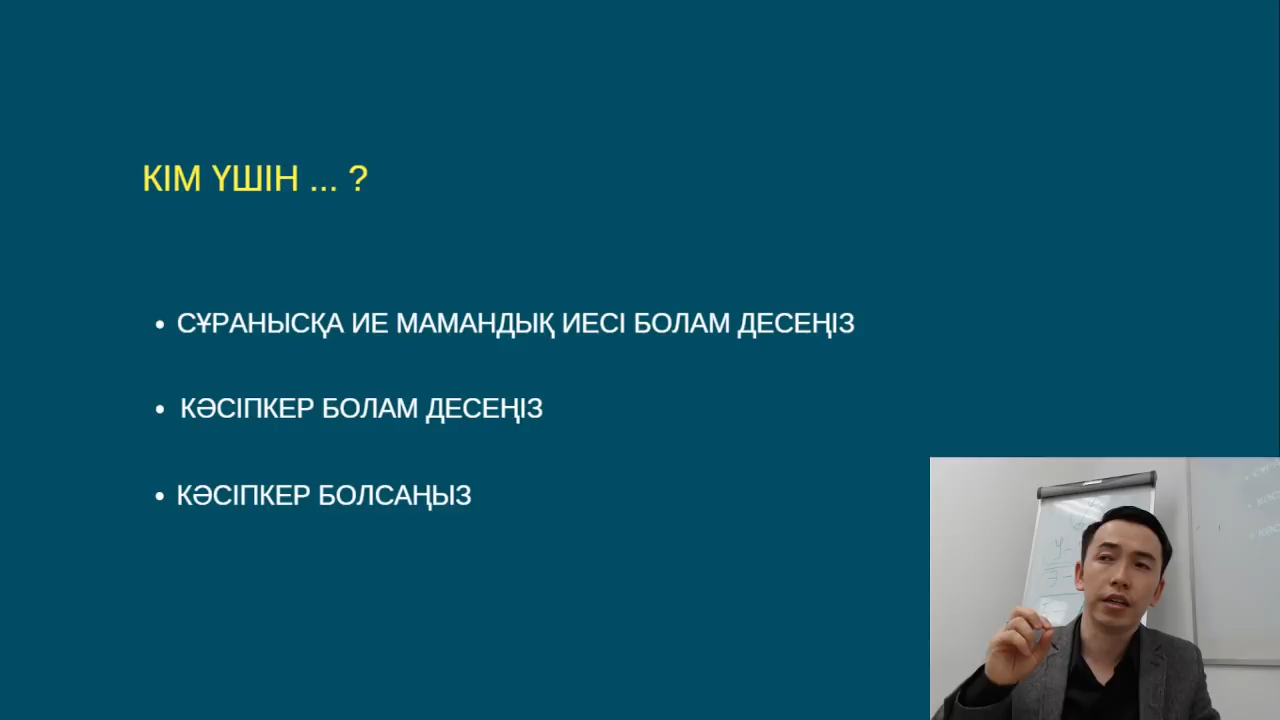 КІМ ҮШІН ... ?
• СҰРАНЫСҚА ИЕ МАМАНДЫҚ ИЕСІ БОЛАМ ДЕСЕҢІЗ
• КӘСІПКЕР БОЛАМ ДЕСЕҢІЗ
• КӘСІПКЕР БОЛСАҢЫЗ